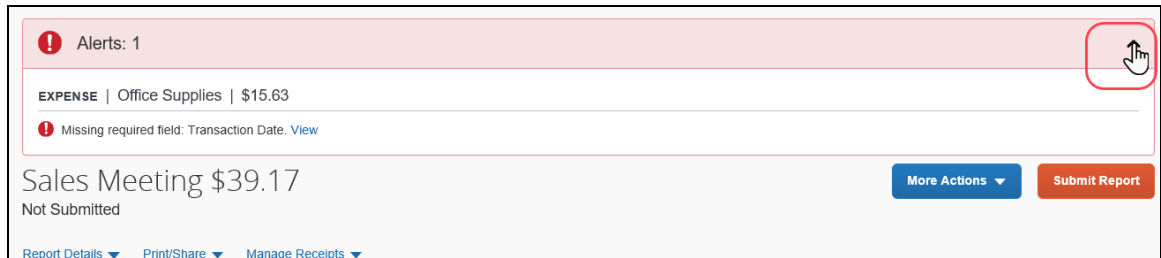 Alerts: 1
EXPENSE | Office Supplies | $15.63
Missing required field: Transaction Date. View
Sales Meeting $39.17
More Actions
Submit Report
Not Submitted
Report Details Print/Share Manage Receipts